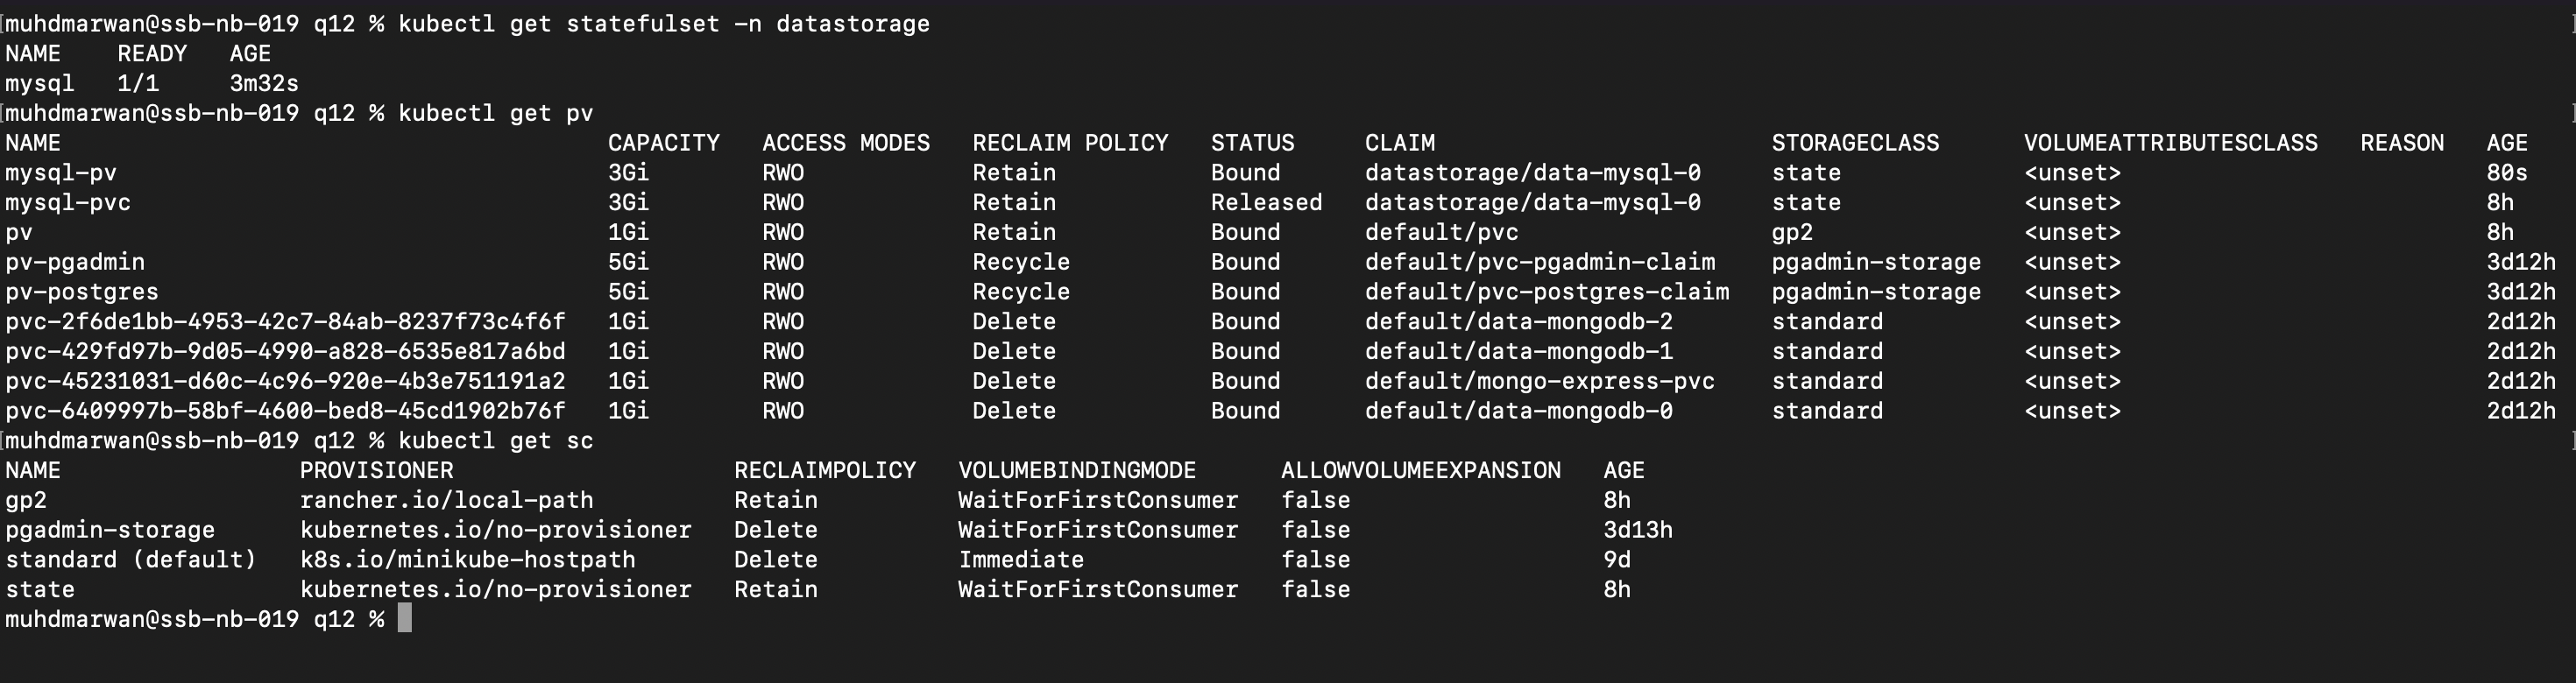 [muhdmarwan@ssb-nb-019 q12 % kubectl get statefulset -n datastorage ]
NAME READY AGE
mysql 1/1 3m32s
[muhdmarwan@ssb-nb-019 q12 % kubectl get pv ]
NAME CAPACITY ACCESS MODES RECLAIM POLICY STATUS CLAIM STORAGECLASS VOLUMEATTRIBUTESCLASS REASON AGE
mysql-pv 3Gi RWO Retain Bound datastorage/data-mysql-0 state <unset> 80s
mysql-pvc 3Gi RWO Retain Released datastorage/data-mysql-0 state <unset> 8h
pv 1Gi RWO Retain Bound default/pvc gp2 <unset> 8h
pv-pgadmin 5Gi RWO Recycle Bound default/pvc-pgadmin-claim pgadmin-storage <unset> 3d12h
pv-postgres 5Gi RWO Recycle Bound default/pvc-postgres-claim pgadmin-storage <unset> 3d12h
pvc-2f6de1bb-4953-42c7-84ab-8237f73c4f6f 1Gi RWO Delete Bound default/data-mongodb-2 standard <unset> 2d12h
pvc-429fd97b-9d05-4990-a828-6535e817a6bd 1Gi RWO Delete Bound default/data-mongodb-1 standard <unset> 2d12h
pvc-45231031-d60c-4c96-920e-4b3e751191a2 1Gi RWO Delete Bound default/mongo-express-pvc standard <unset> 2d12h
pvc-6409997b-58bf-4600-bed8-45cd1902b76f 1Gi RWO Delete Bound default/data-mongodb-0 standard <unset> 2d12h
[muhdmarwan@ssb-nb-019 q12 % kubectl get sc ]
NAME PROVISIONER RECLAIMPOLICY VOLUMEBINDINGMODE ALLOWVOLUMEEXPANSION AGE
gp2 rancher.io/local-path Retain WaitForFirstConsumer false 8h
pgadmin-storage kubernetes.io/no-provisioner Delete WaitForFirstConsumer false 3d13h
standard (default) k8s.io/minikube-hostpath Delete Immediate false 9d
state kubernetes.io/no-provisioner Retain WaitForFirstConsumer false 8h
muhdmarwan@ssb-nb-019 q12 %